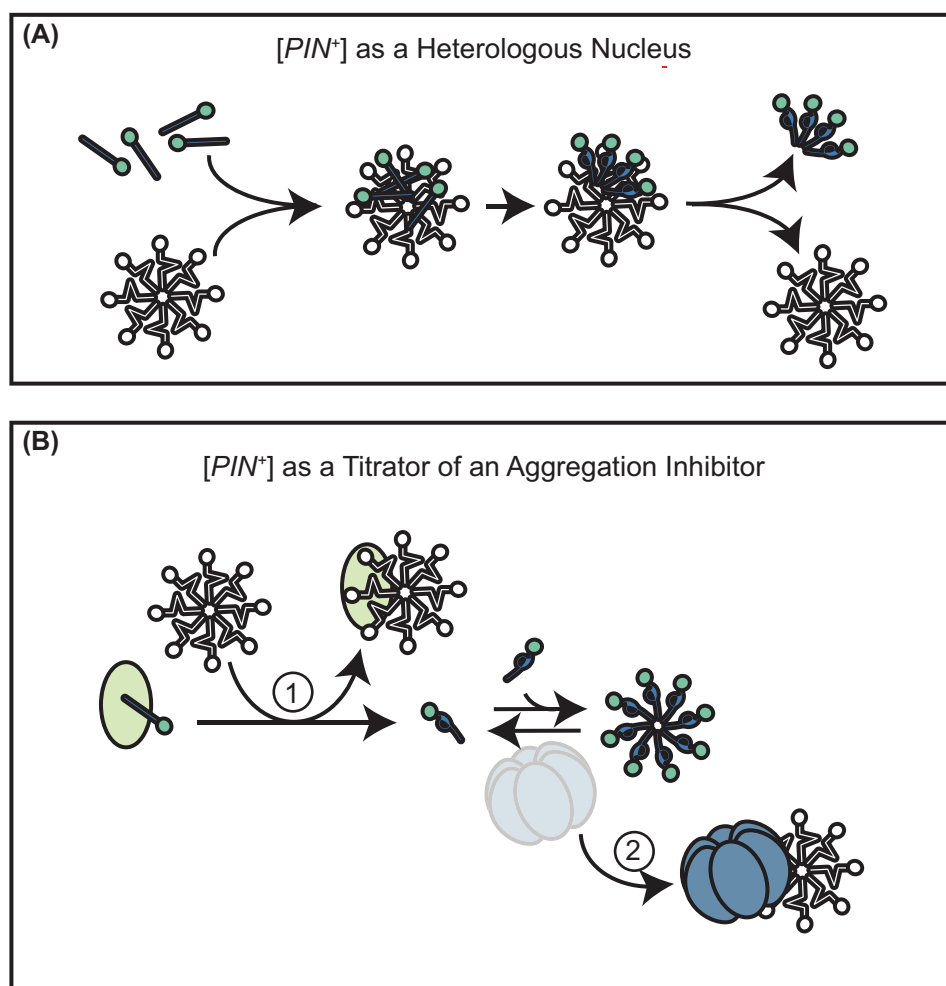 (A)
[PIN⁺] as a Heterologous Nucleus
(B)
[PIN⁺] as a Titrator of an Aggregation Inhibitor
1
2